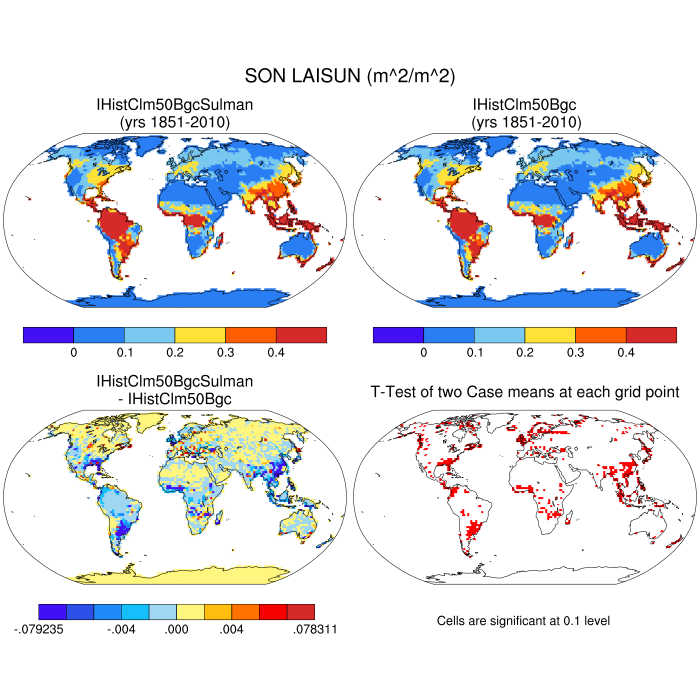 SON LAISUN (m^2/m^2)
IHistClm50BgcSulman
(yrs 1851-2010)
IHistClm50Bgc
(yrs 1851-2010)
0 0.1 0.2 0.3 0.4
0 0.1 0.2 0.3 0.4
IHistClm50BgcSulman
- IHistClm50Bgc
T-Test of two Case means at each grid point
-.079235 -.004 .000 .004 .078311
Cells are significant at 0.1 level